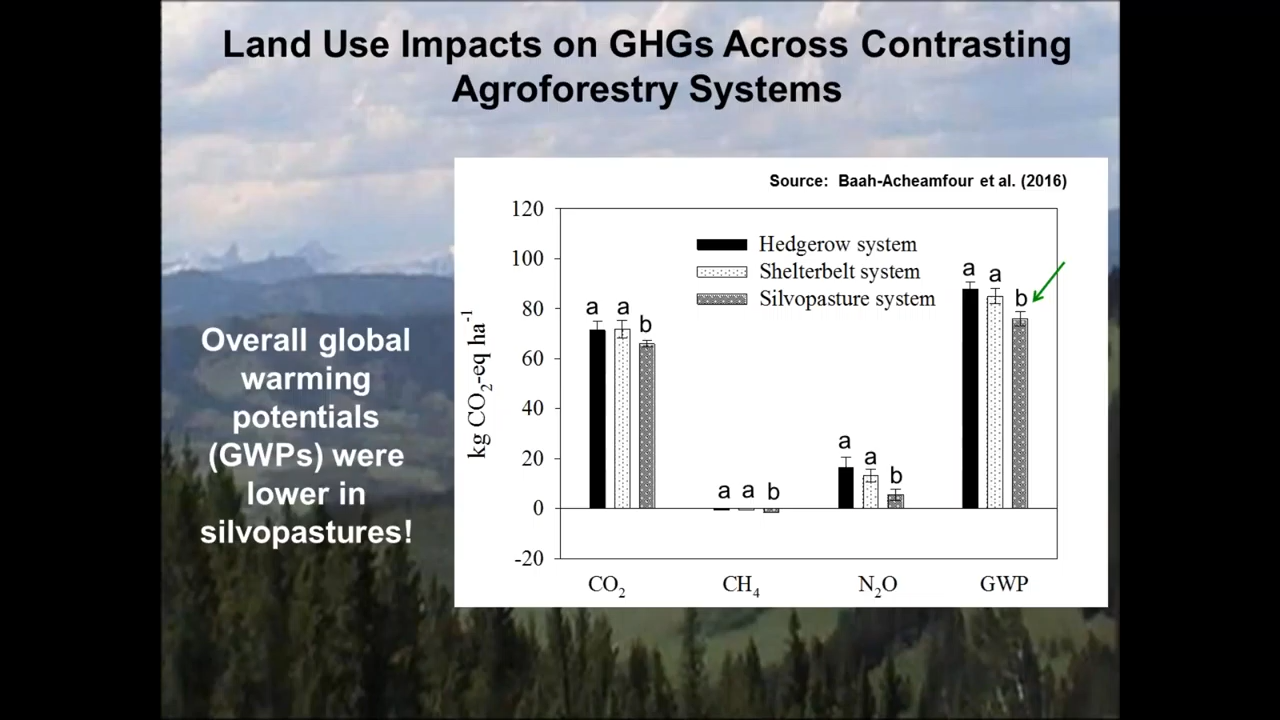 Land Use Impacts on GHGs Across Contrasting
Agroforestry Systems
Overall global
warming
potentials
(GWPs) were
lower in
silvopastures!
Source: Baah-Acheamfour et al. (2016)
kg CO₂-eq ha⁻¹
120
100
80
60
40
20
0
-20
Hedgerow system
Shelterbelt system
Silvopasture system
a a b
a a b
a a b
a a b
CO₂ CH₄ N₂O GWP